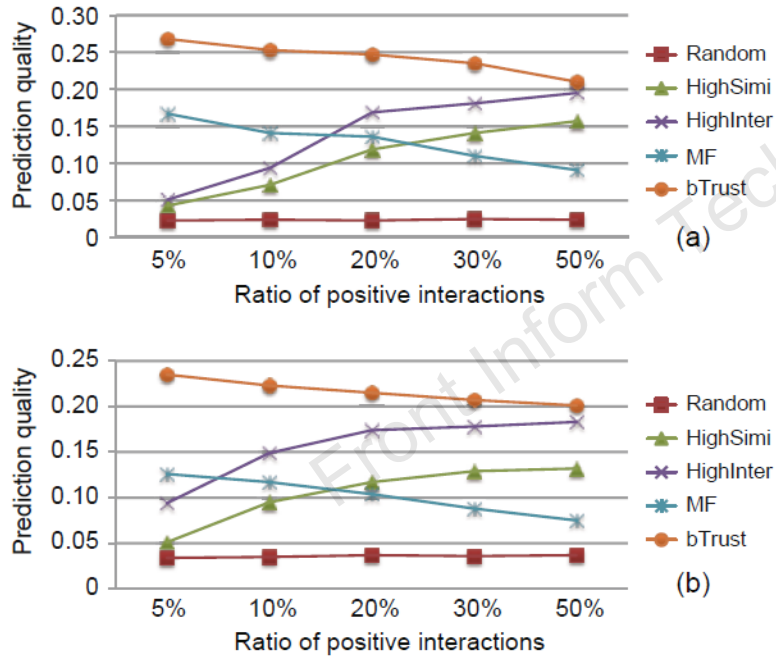 0.30
0.25
0.20
0.15
0.10
0.05
0
Prediction quality
5% 10% 20% 30% 50%
Ratio of positive interactions
Random
HighSimi
HighInter
MF
bTrust
(a)
0.25
0.20
0.15
0.10
0.05
0
Prediction quality
5% 10% 20% 30% 50%
Ratio of positive interactions
Random
HighSimi
HighInter
MF
bTrust
(b)
Front Inform Tech